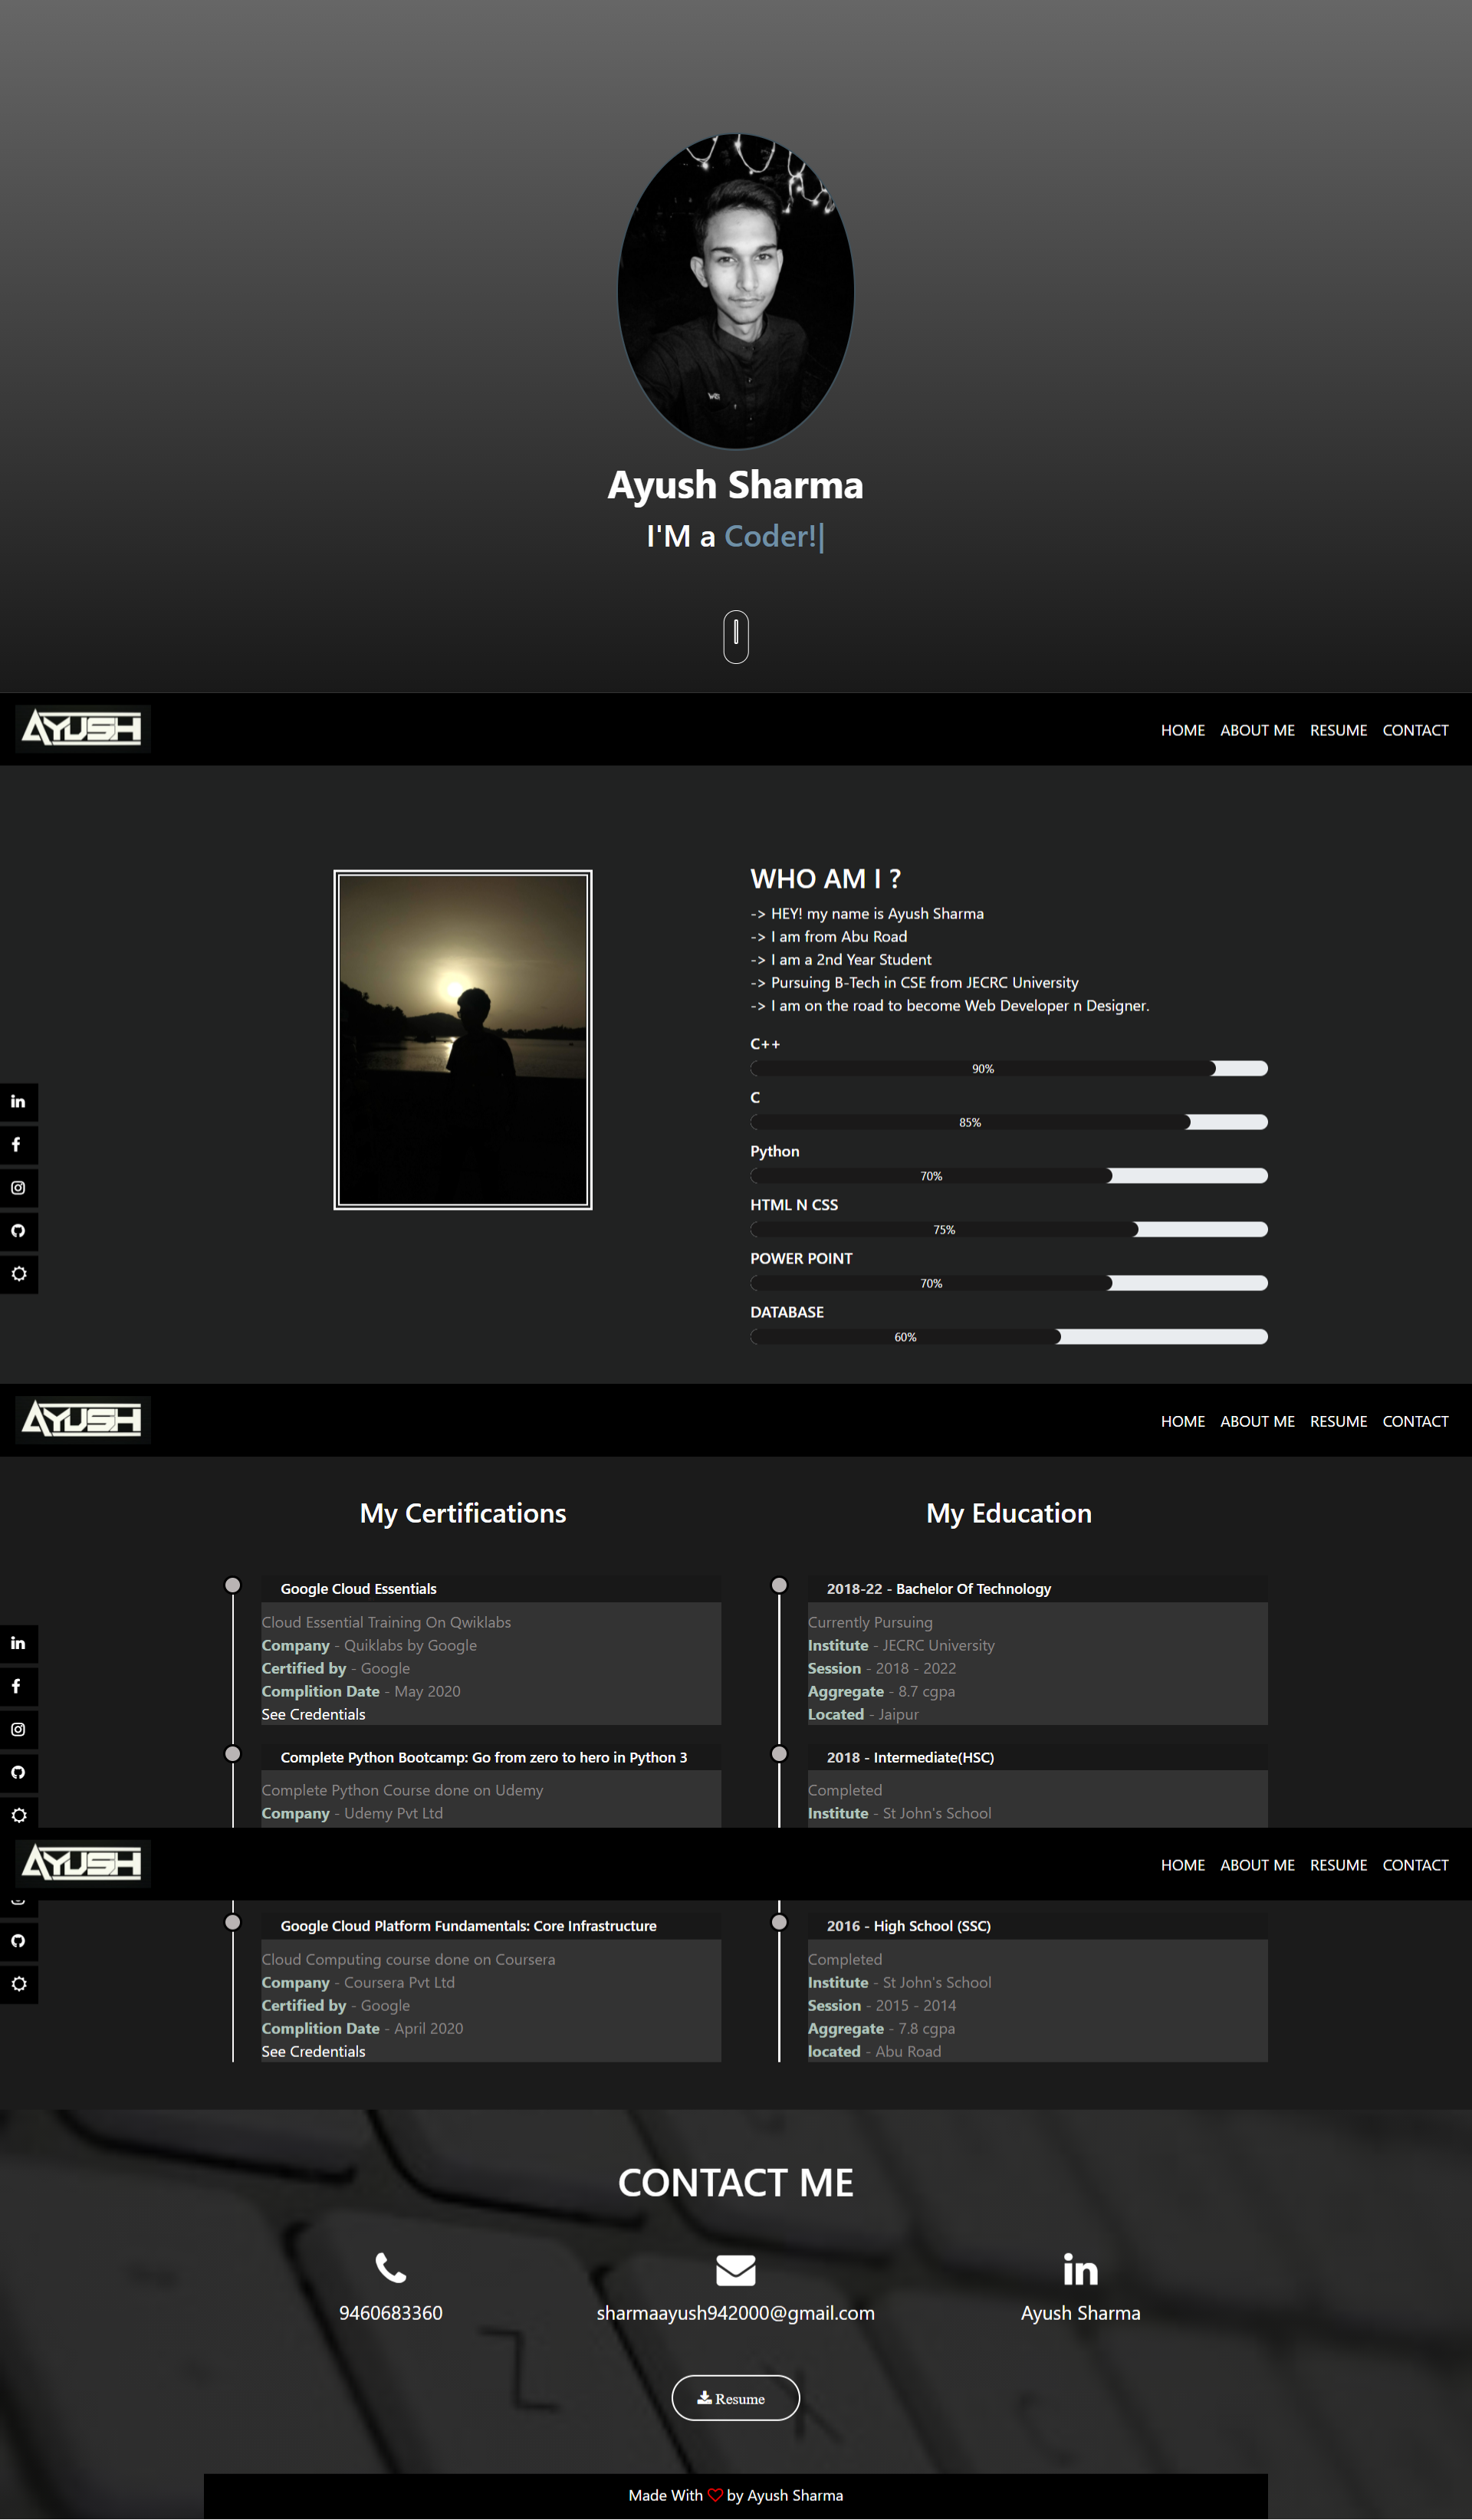 Ayush Sharma
I'M a Coder!|
AYUSH
HOME ABOUT ME RESUME CONTACT
WHO AM I ?
-> HEY! my name is Ayush Sharma
-> I am from Abu Road
-> I am a 2nd Year Student
-> Pursuing B-Tech in CSE from JECRC University
-> I am on the road to become Web Developer n Designer.
C++
90%
C
85%
Python
70%
HTML N CSS
75%
POWER POINT
70%
DATABASE
60%
AYUSH
HOME ABOUT ME RESUME CONTACT
My Certifications
Google Cloud Essentials
Cloud Essential Training On Qwiklabs
Company - Quiklabs by Google
Certified by - Google
Complition Date - May 2020
See Credentials
Complete Python Bootcamp: Go from zero to hero in Python 3
Complete Python Course done on Udemy
Company - Udemy Pvt Ltd
My Education
2018-22 - Bachelor Of Technology
Currently Pursuing
Institute - JECRC University
Session - 2018 - 2022
Aggregate - 8.7 cgpa
Located - Jaipur
2018 - Intermediate(HSC)
Completed
Institute - St John's School
AYUSH
HOME ABOUT ME RESUME CONTACT
Google Cloud Platform Fundamentals: Core Infrastructure
Cloud Computing course done on Coursera
Company - Coursera Pvt Ltd
Certified by - Google
Complition Date - April 2020
See Credentials
2016 - High School (SSC)
Completed
Institute - St John's School
Session - 2015 - 2014
Aggregate - 7.8 cgpa
located - Abu Road
CONTACT ME
9460683360
sharmaayush942000@gmail.com
Ayush Sharma
Resume
Made With by Ayush Sharma